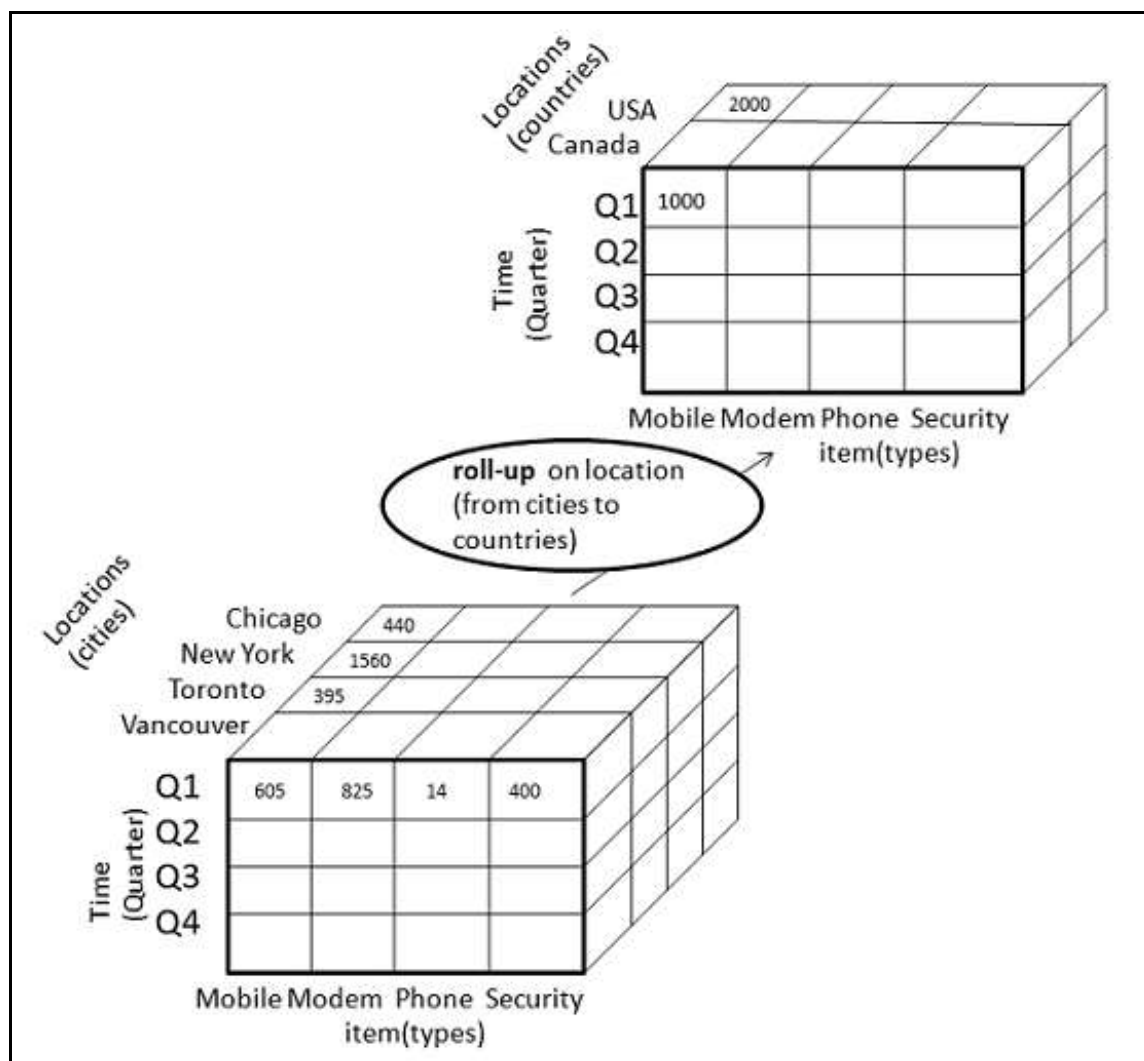 Locations
(countries)
USA
Canada
2000
Time
(Quarter)
Q1
Q2
Q3
Q4
1000
Mobile Modem Phone Security
item(types)
roll-up on location
(from cities to
countries)
Locations
(cities)
Chicago
New York
Toronto
Vancouver
440
1560
395
Time
(Quarter)
Q1
Q2
Q3
Q4
605 825 14 400
Mobile Modem Phone Security
item(types)